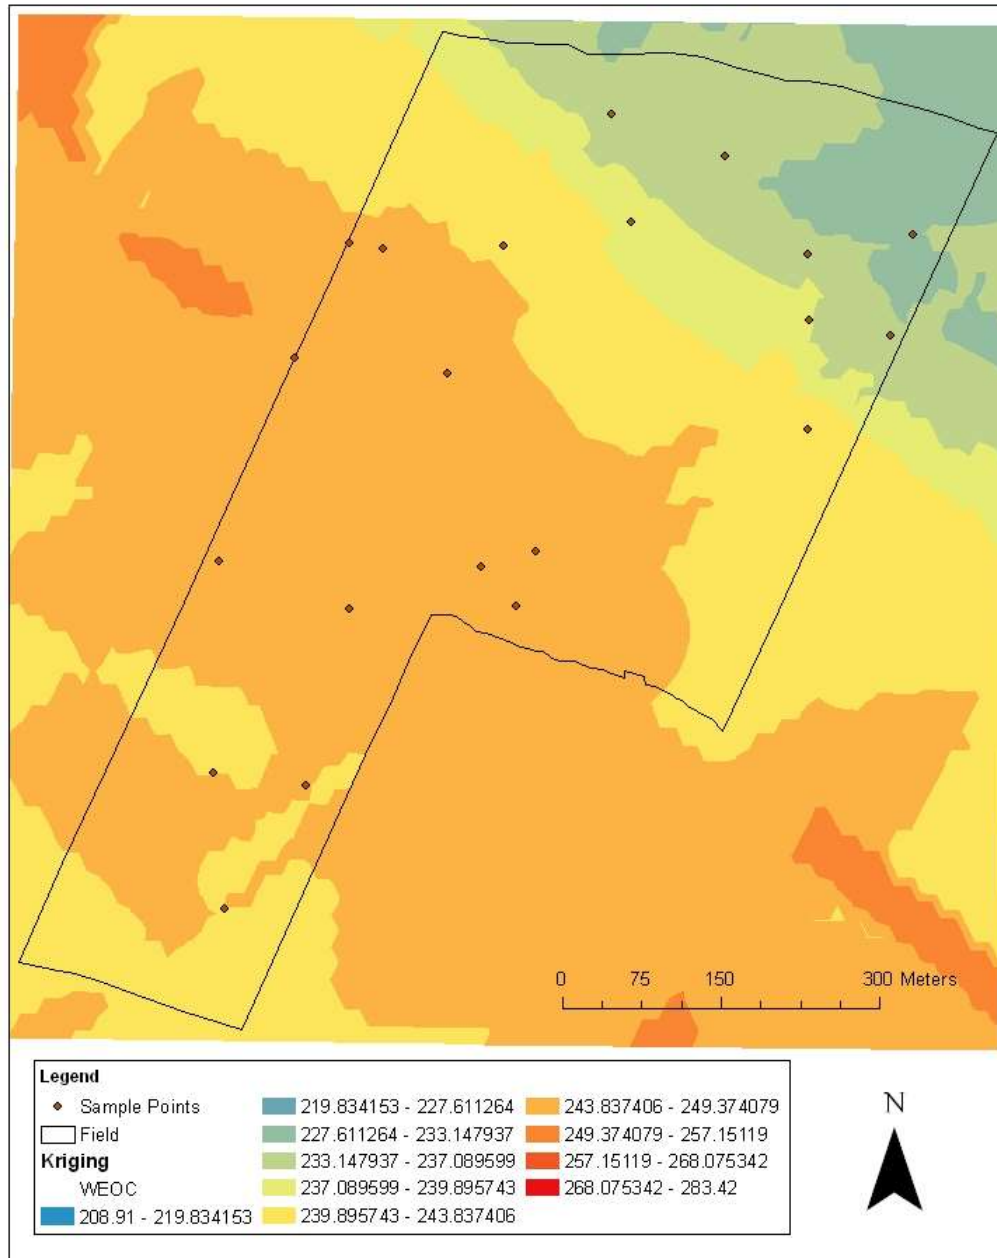 0 75 150 300 Meters
Legend
Sample Points
Field
Kriging
WEOC
208.91 - 219.834153
219.834153 - 227.611264
227.611264 - 233.147937
233.147937 - 237.089599
237.089599 - 239.895743
239.895743 - 243.837406
243.837406 - 249.374079
249.374079 - 257.15119
257.15119 - 268.075342
268.075342 - 283.42
N